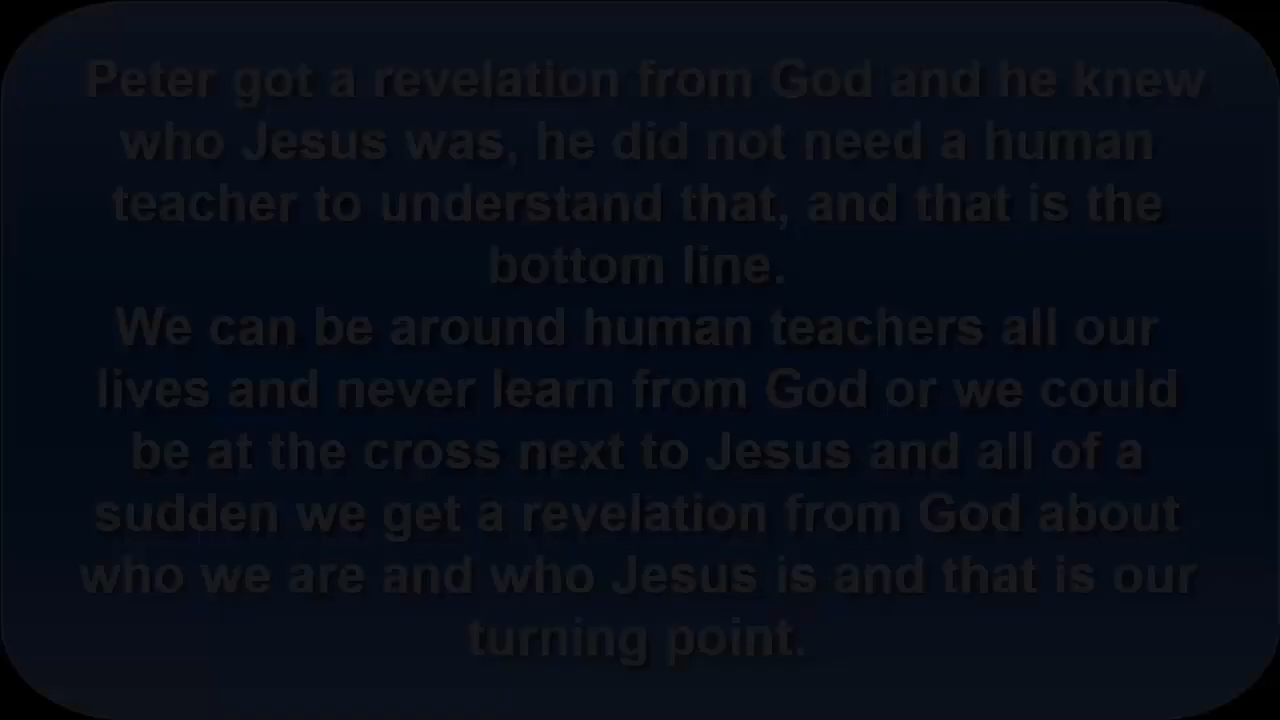 Peter got a revelation from God and he knew
who Jesus was, he did not need a human
teacher to understand that, and that is the
bottom line.
We can be around human teachers all our
lives and never learn from God or we could
be at the cross next to Jesus and all of a
sudden we get a revelation from God about
who we are and who Jesus is and that is our
turning point.